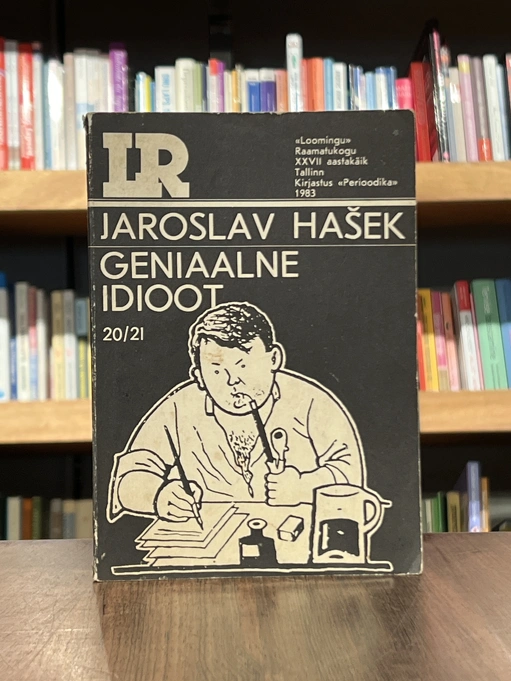 LR
«Loomingu»
Raamatukogu
XXVII aastakäik
Tallinn
Kirjastus «Perioodika»
1983
JAROSLAV HAŠEK
GENIAALNE
IDIOOT
20/21